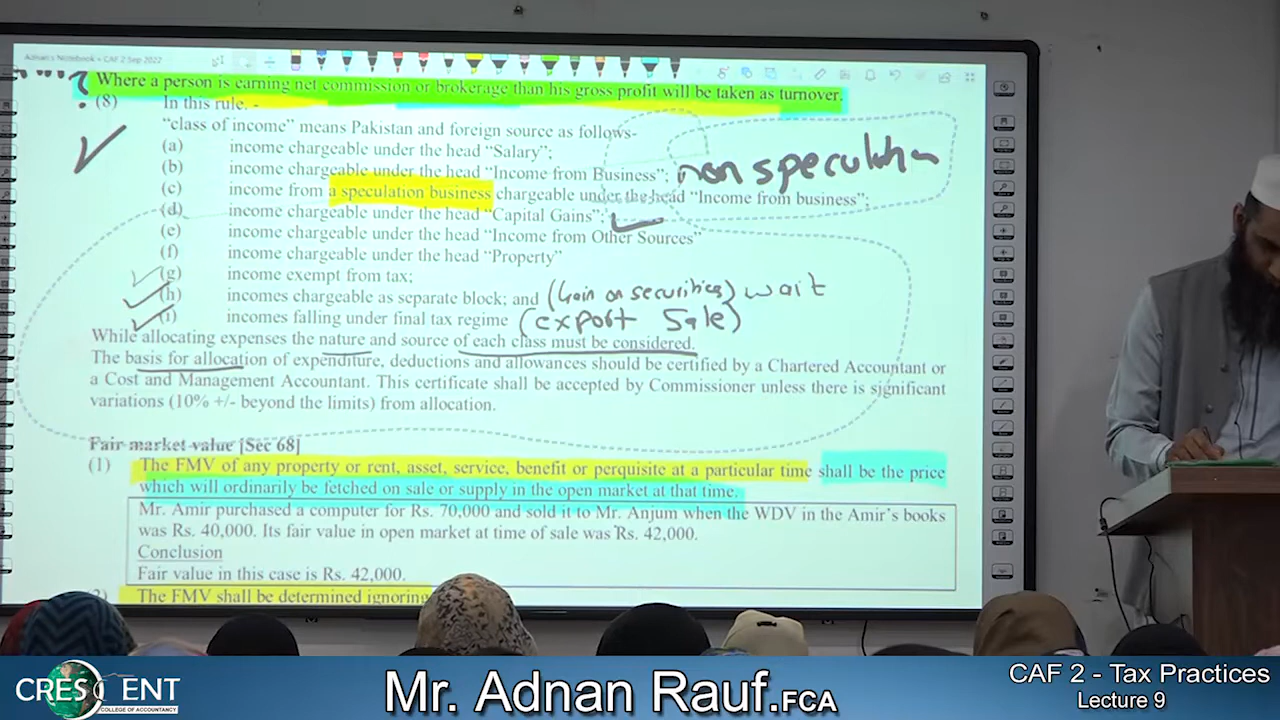 Adnan's Notebook • CAF 2 Sep 2022
? Where a person is earning net commission or brokerage than his gross profit will be taken as turnover.
(8) In this rule. -
"class of income" means Pakistan and foreign source as follows-
(a) income chargeable under the head "Salary";
(b) income chargeable under the head "Income from Business"; non speculation
(c) income from a speculation business chargeable under the head "Income from business";
(d) income chargeable under the head "Capital Gains";
(e) income chargeable under the head "Income from Other Sources"
(f) income chargeable under the head "Property"
(g) income exempt from tax;
(h) incomes chargeable as separate block; and (Gain on securities) wait
(i) incomes falling under final tax regime (export Sale)
While allocating expenses the nature and source of each class must be considered.
The basis for allocation of expenditure, deductions and allowances should be certified by a Chartered Accountant or
a Cost and Management Accountant. This certificate shall be accepted by Commissioner unless there is significant
variations (10% +/- beyond the limits) from allocation.
Fair market value [Sec 68]
(1) The FMV of any property or rent, asset, service, benefit or perquisite at a particular time shall be the price
which will ordinarily be fetched on sale or supply in the open market at that time.
Mr. Amir purchased a computer for Rs. 70,000 and sold it to Mr. Anjum when the WDV in the Amir's books
was Rs. 40,000. Its fair value in open market at time of sale was Rs. 42,000.
Conclusion
Fair value in this case is Rs. 42,000.
2) The FMV shall be determined ignoring
CRESCENT
COLLEGE OF ACCOUNTANCY
Mr. Adnan Rauf.FCA
CAF 2 - Tax Practices
Lecture 9